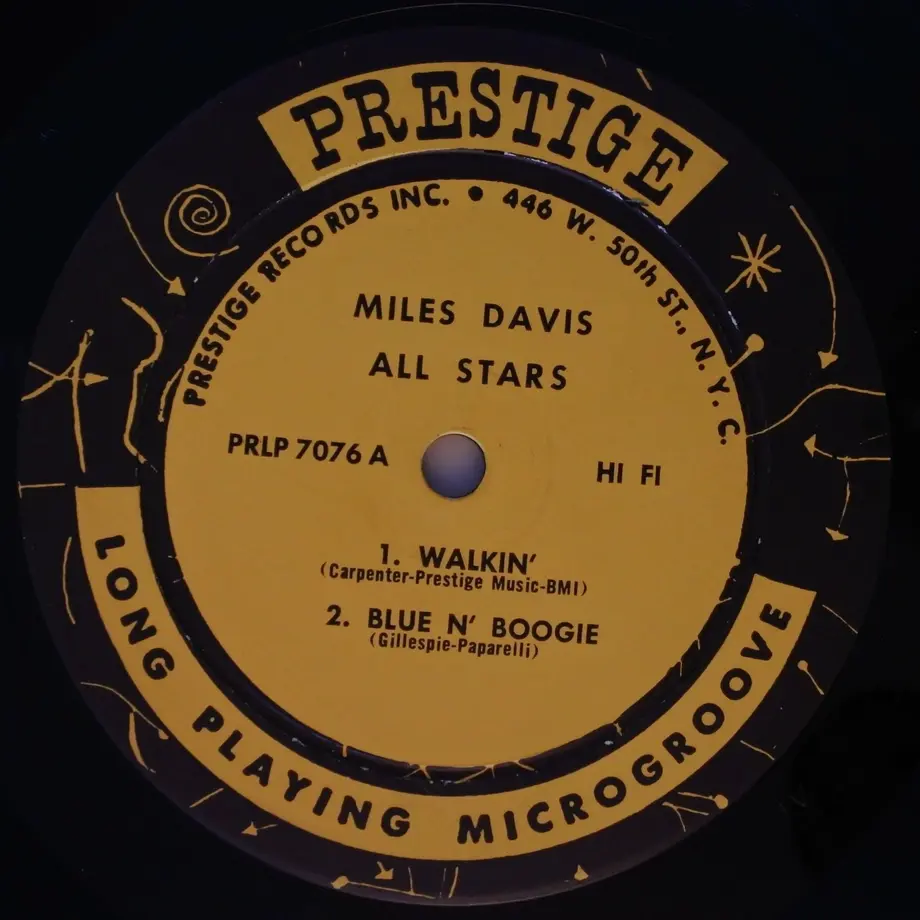 PRESTIGE
PRESTIGE RECORDS INC. • 446 W. 50th ST., N.Y.C.
MILES DAVIS
ALL STARS
PRLP 7076 A
HI FI
1. WALKIN'
(Carpenter-Prestige Music-BMI)
2. BLUE N' BOOGIE
(Gillespie-Paparelli)
LONG PLAYING MICROGROOVE